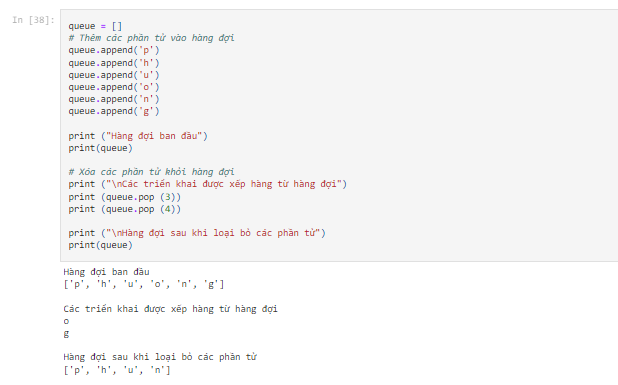 In [38]:
queue = []
# Thêm các phần tử vào hàng đợi
queue.append('p')
queue.append('h')
queue.append('u')
queue.append('o')
queue.append('n')
queue.append('g')
print ("Hàng đợi ban đầu")
print(queue)
# Xóa các phần tử khỏi hàng đợi
print ("\nCác triển khai được xếp hàng từ hàng đợi")
print (queue.pop (3))
print (queue.pop (4))
print ("\nHàng đợi sau khi loại bỏ các phần tử")
print(queue)
Hàng đợi ban đầu
['p', 'h', 'u', 'o', 'n', 'g']
Các triển khai được xếp hàng từ hàng đợi
o
g
Hàng đợi sau khi loại bỏ các phần tử
['p', 'h', 'u', 'n']